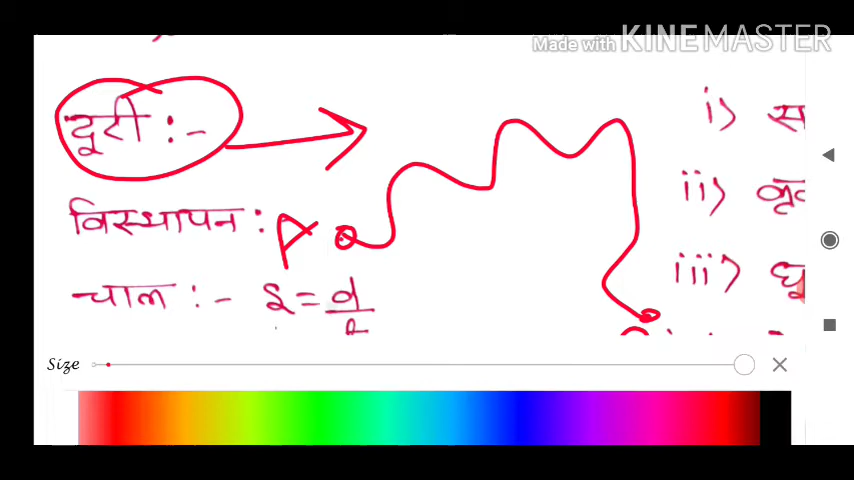 Made with KINEMASTER
दूरी :-
i)
विस्थापन : A
ii)
चाल :- s = d
iii)
Size